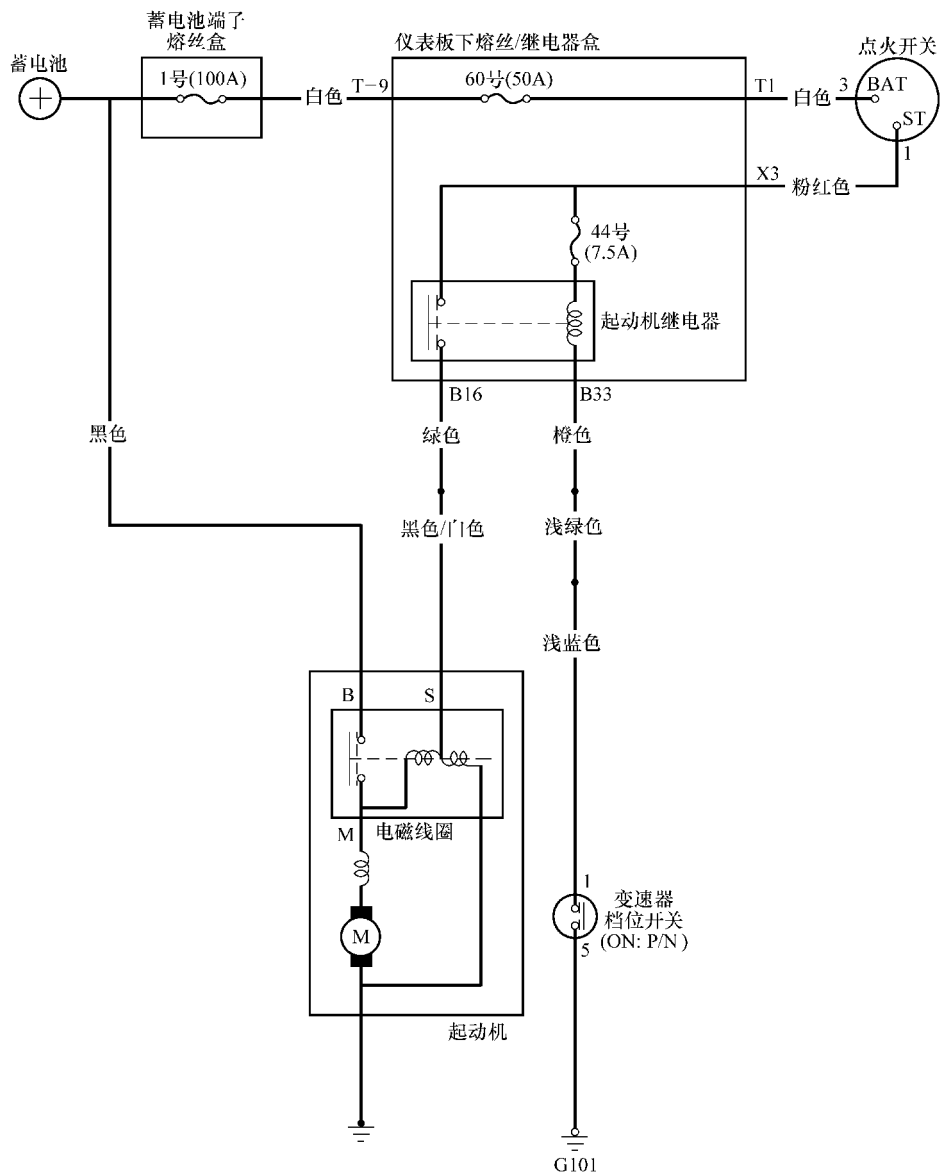 蓄电池端子
熔丝盒
仪表板下熔丝/继电器盒
点火开关
蓄电池
1号(100A)
T-9
60号(50A)
T1
白色
3
BAT
白色
ST
1
X3
粉红色
44号
(7.5A)
起动机继电器
B16
B33
黑色
绿色
橙色
黑色/白色
浅绿色
浅蓝色
B
S
M
电磁线圈
1
变速器
档位开关
(ON: P/N)
M
5
起动机
G101